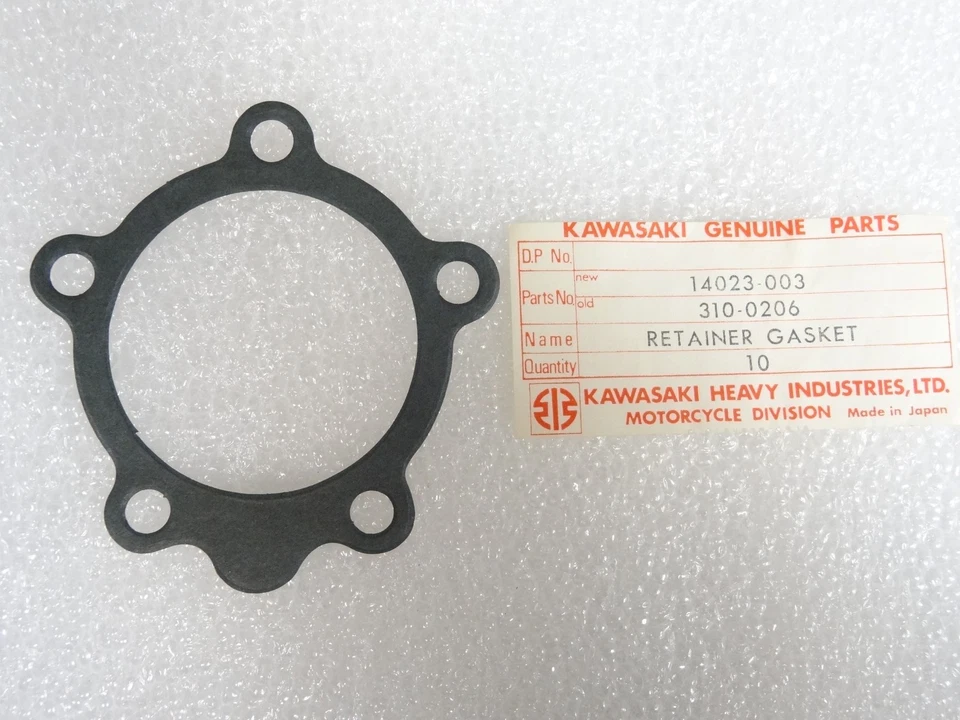 KAWASAKI GENUINE PARTS
D.P No.
Parts No. new 14023-003
old 310-0206
Name RETAINER GASKET
Quantity 10
KAWASAKI HEAVY INDUSTRIES, LTD.
MOTORCYCLE DIVISION Made in Japan